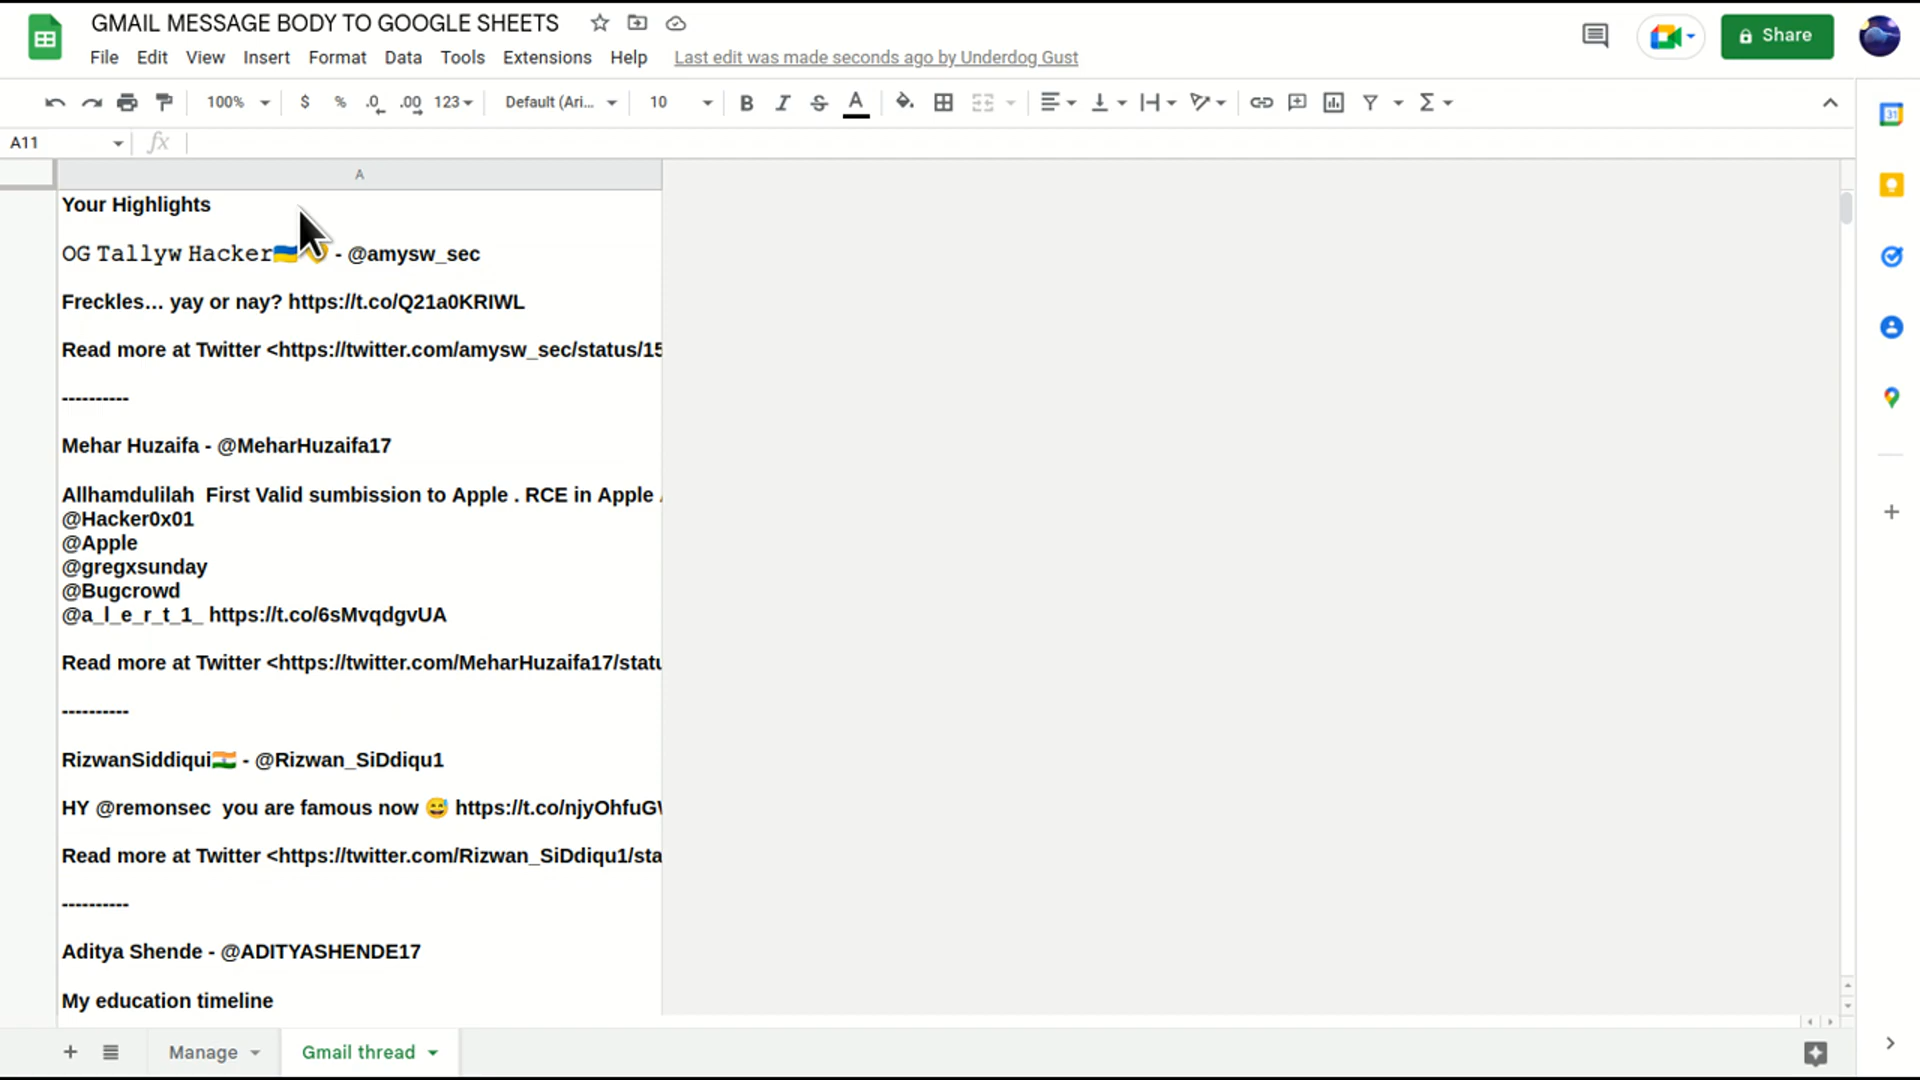 GMAIL MESSAGE BODY TO GOOGLE SHEETS
File Edit View Insert Format Data Tools Extensions Help Last edit was made seconds ago by Underdog Gust
Share
100% $ % .0 .00 123 Default (Ari... 10 B I S A Σ
31
A11 fx
A
Your Highlights
𝙾𝙶 𝚃𝚊𝚕𝚕𝚢𝚠 𝙷𝚊𝚌𝚔𝚎𝚛🇺🇦 - @amysw_sec
Freckles… yay or nay? https://t.co/Q21a0KRIWL
Read more at Twitter <https://twitter.com/amysw_sec/status/15
----------
Mehar Huzaifa - @MeharHuzaifa17
Allhamdulilah  First Valid sumbission to Apple . RCE in Apple
@Hacker0x01
@Apple
@gregxsunday
@Bugcrowd
@a_l_e_r_t_1_ https://t.co/6sMvqdgvUA
Read more at Twitter <https://twitter.com/MeharHuzaifa17/statu
----------
RizwanSiddiqui🇮🇳 - @Rizwan_SiDdiqu1
HY @remonsec  you are famous now 😅 https://t.co/njyOhfuG
Read more at Twitter <https://twitter.com/Rizwan_SiDdiqu1/sta
----------
Aditya Shende - @ADITYASHENDE17
My education timeline
Manage Gmail thread